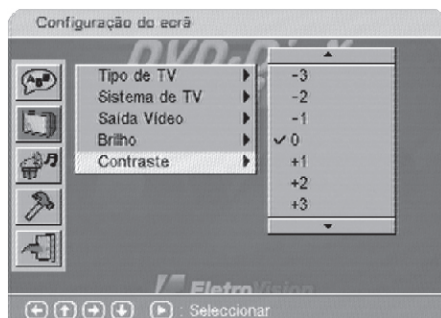 Configuração do ecrã
Tipo de TV
Sistema de TV
Saída Vídeo
Brilho
Contraste
-3
-2
-1
0
+1
+2
+3
EletroVision
: Seleccionar